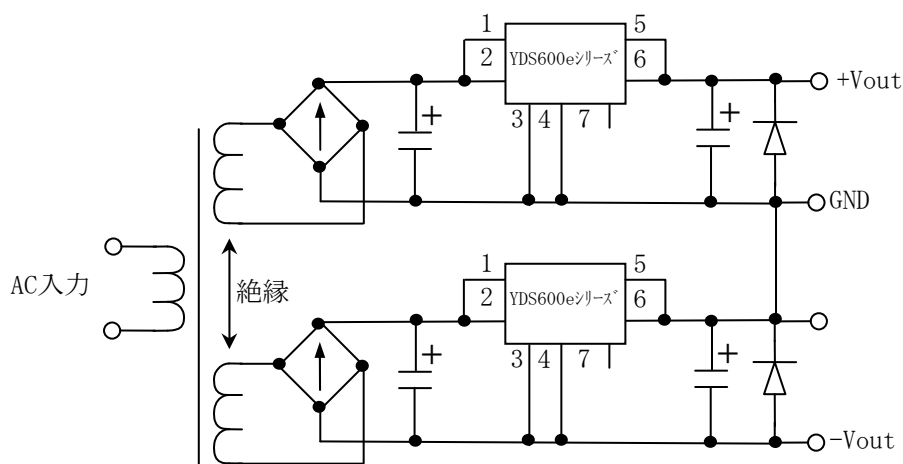 1
5
2
YDS600eｼﾘｰｽﾞ
6
+Vout
+
3
4
7
+
GND
AC入力
絶縁
1
5
2
YDS600eｼﾘｰｽﾞ
6
+
3
4
7
+
-Vout